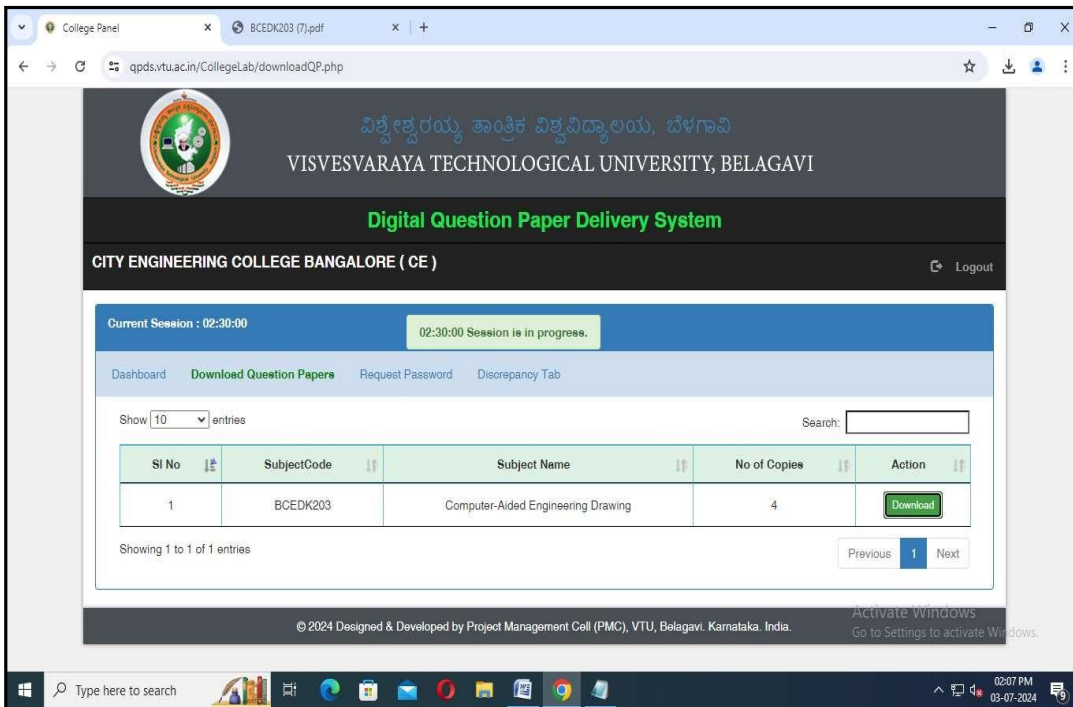 College Panel
BCEDK203 (7).pdf
qpds.vtu.ac.in/CollegeLab/downloadQP.php
ವಿಶ್ವೇಶ್ವರಯ್ಯ ತಾಂತ್ರಿಕ ವಿಶ್ವವಿದ್ಯಾಲಯ, ಬೆಳಗಾವಿ
VISVESVARAYA TECHNOLOGICAL UNIVERSITY, BELAGAVI
Digital Question Paper Delivery System
CITY ENGINEERING COLLEGE BANGALORE ( CE )
Logout
Current Session : 02:30:00
02:30:00 Session is in progress.
Dashboard Download Question Papers Request Password Discrepancy Tab
Show 10 entries Search:
Sl No SubjectCode Subject Name No of Copies Action
1 BCEDK203 Computer-Aided Engineering Drawing 4 Download
Showing 1 to 1 of 1 entries Previous 1 Next
© 2024 Designed & Developed by Project Management Cell (PMC), VTU, Belagavi. Karnataka. India.
Activate Windows
Go to Settings to activate Windows.
Type here to search
02:07 PM
03-07-2024
9